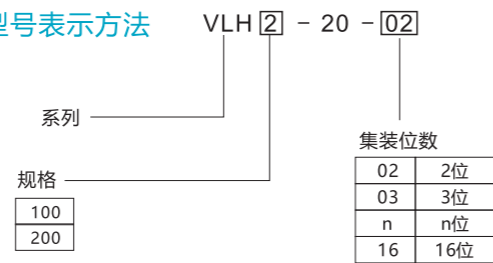 型号表示方法
VLH 2 - 20 - 02
系列
规格
100
200
集装位数
02 2位
03 3位
n n位
16 16位